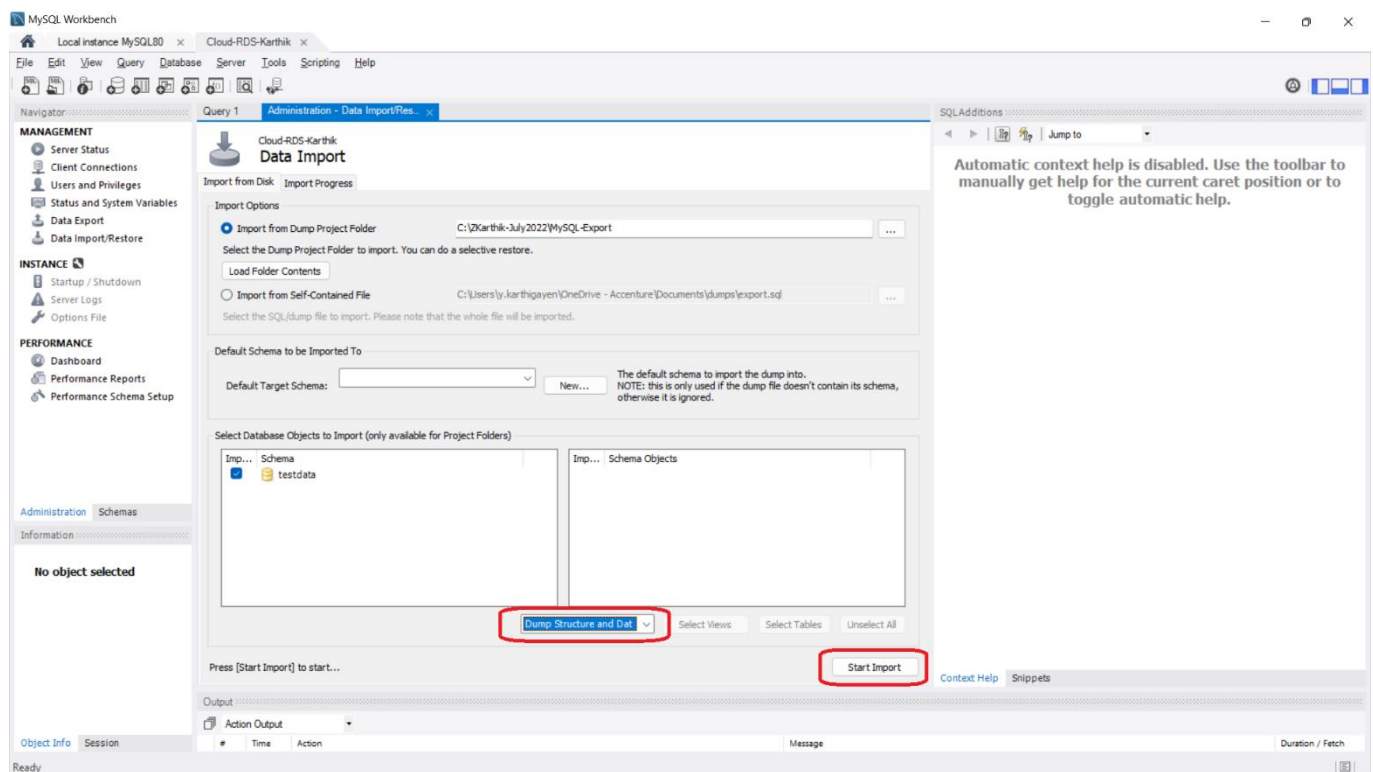 MySQL Workbench
Local instance MySQL80
Cloud-RDS-Karthik
File Edit View Query Database Server Tools Scripting Help
Navigator
MANAGEMENT
Server Status
Client Connections
Users and Privileges
Status and System Variables
Data Export
Data Import/Restore
INSTANCE
Startup / Shutdown
Server Logs
Options File
PERFORMANCE
Dashboard
Performance Reports
Performance Schema Setup
Administration Schemas
Information
No object selected
Object Info Session
Query 1 Administration - Data Import/Res...
Cloud-RDS-Karthik
Data Import
Import from Disk Import Progress
Import Options
Import from Dump Project Folder C:\ZKarthik-July2022\MySQL-Export ...
Select the Dump Project Folder to import. You can do a selective restore.
Load Folder Contents
Import from Self-Contained File C:\Users\y.karthigayen\OneDrive - Accenture\Documents\dumps\export.sql ...
Select the SQL/dump file to import. Please note that the whole file will be imported.
Default Schema to be Imported To
Default Target Schema: New...
The default schema to import the dump into.
NOTE: this is only used if the dump file doesn't contain its schema,
otherwise it is ignored.
Select Database Objects to Import (only available for Project Folders)
Imp... Schema
testdata
Imp... Schema Objects
Dump Structure and Dat Select Views Select Tables Unselect All
Press [Start Import] to start... Start Import
Output
Action Output
# Time Action Message Duration / Fetch
SQLAdditions
Jump to
Automatic context help is disabled. Use the toolbar to
manually get help for the current caret position or to
toggle automatic help.
Context Help Snippets
Ready